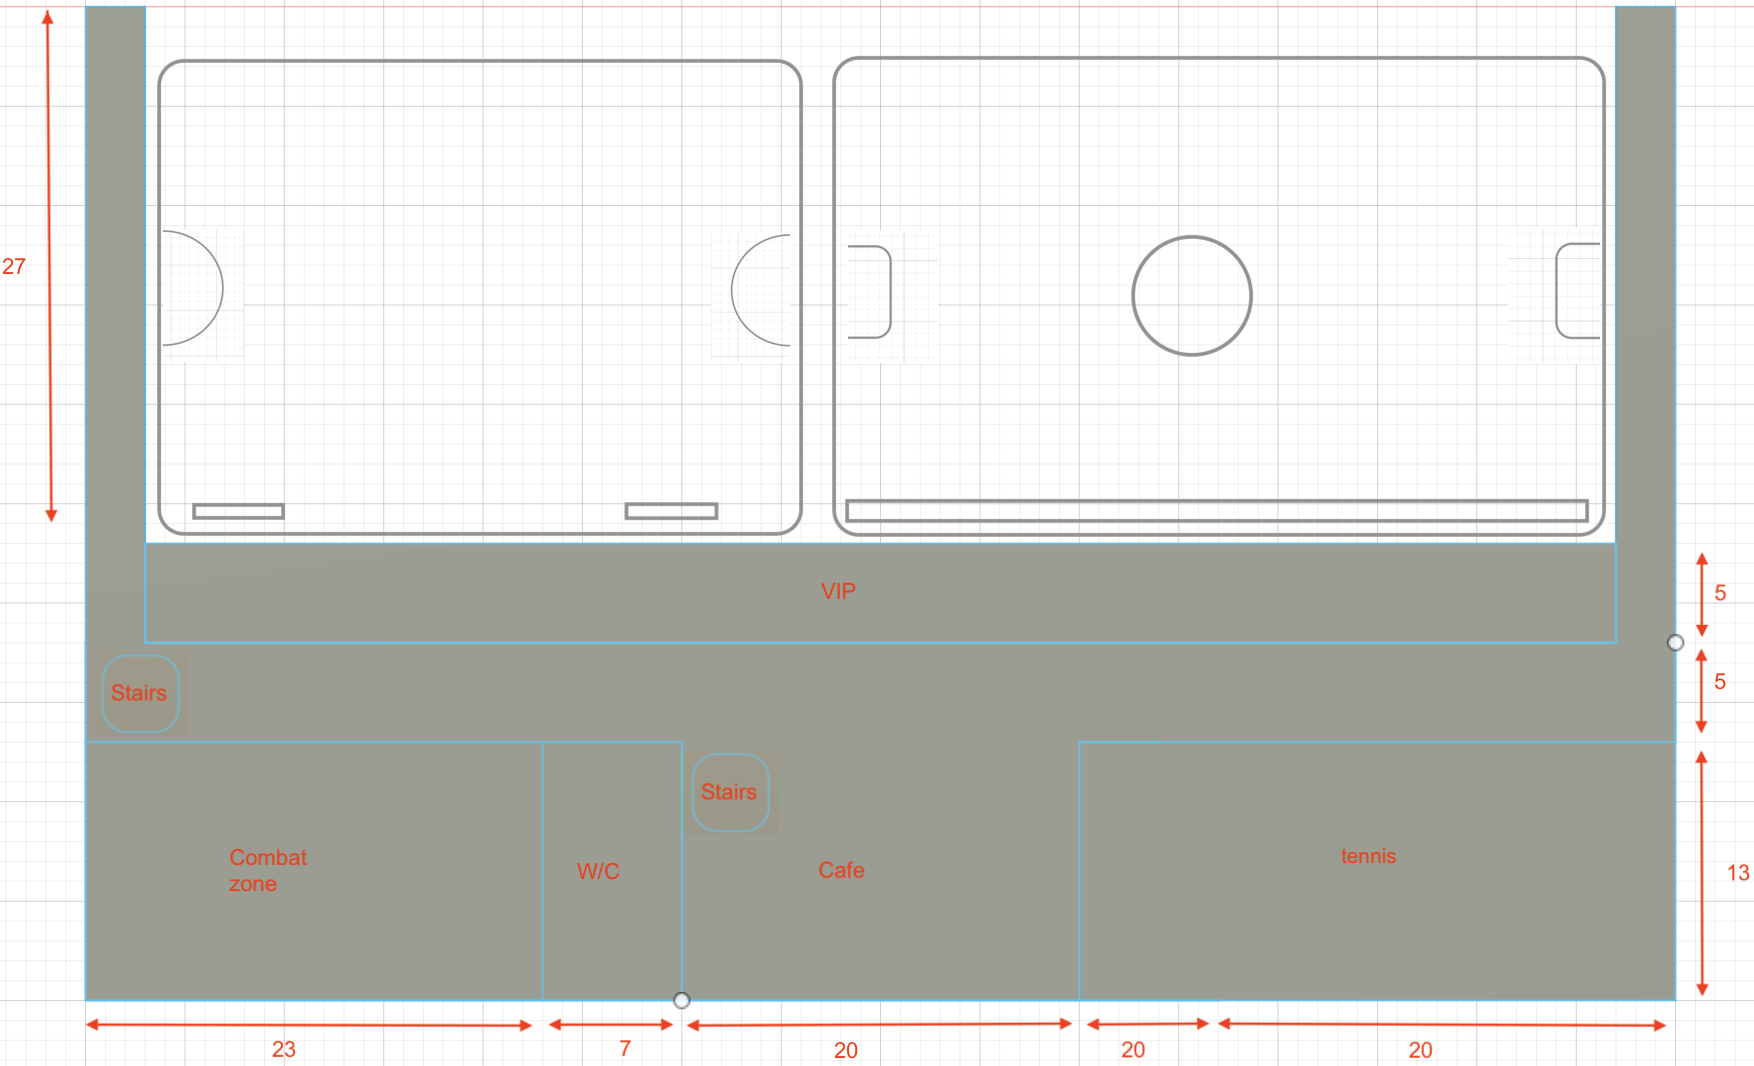 27
VIP
5
Stairs
5
Stairs
Combat
zone
W/C
Cafe
tennis
13
23
7
20
20
20